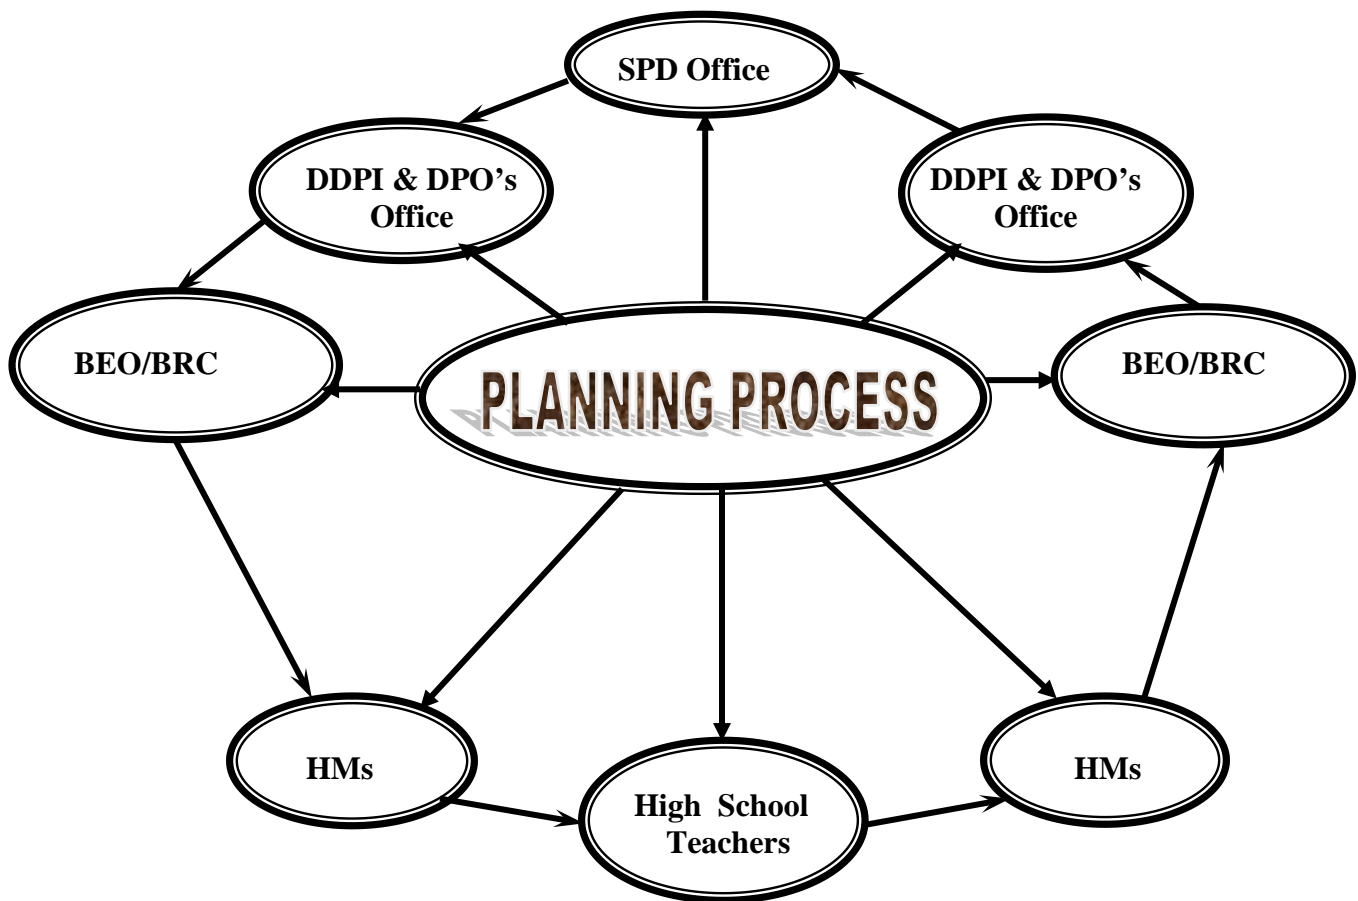 SPD Office
DDPI & DPO's
Office
DDPI & DPO's
Office
BEO/BRC
PLANNING PROCESS
BEO/BRC
HMs
High School
Teachers
HMs